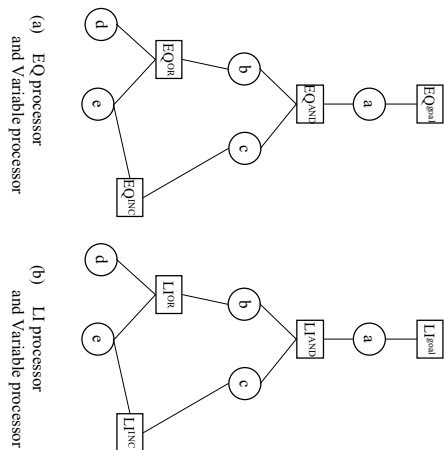 EQgoal LIgoal
a a
EQAND LIAND
b c b c
EQOR LIOR
EQINC LIINC
d e d e
(a) EQ processor (b) LI processor
and Variable processor and Variable processor